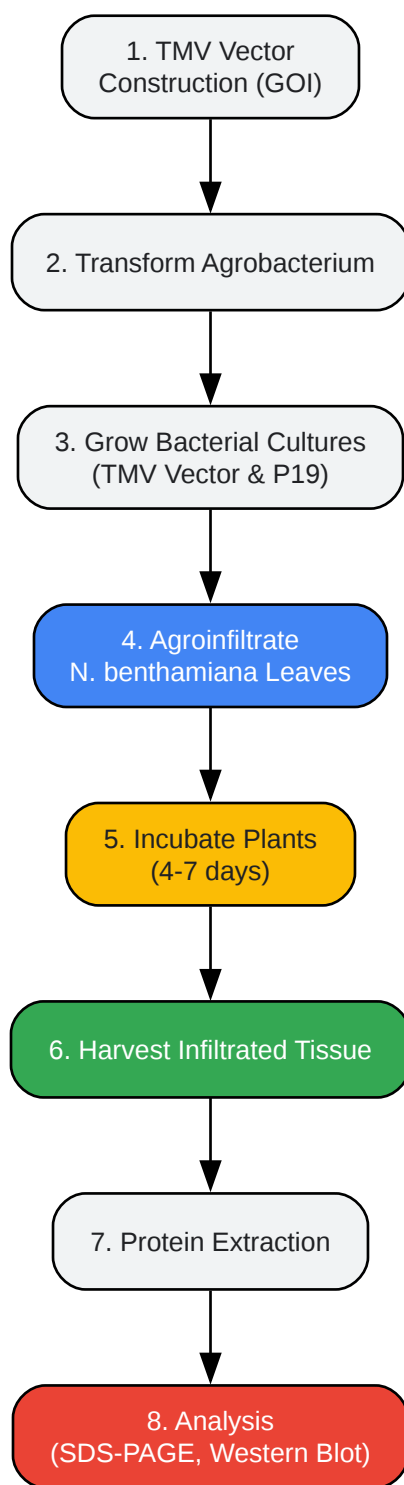 1. TMV Vector
Construction (GOI)
2. Transform Agrobacterium
3. Grow Bacterial Cultures
(TMV Vector & P19)
4. Agroinfiltrate
N. benthamiana Leaves
5. Incubate Plants
(4-7 days)
6. Harvest Infiltrated Tissue
7. Protein Extraction
8. Analysis
(SDS-PAGE, Western Blot)